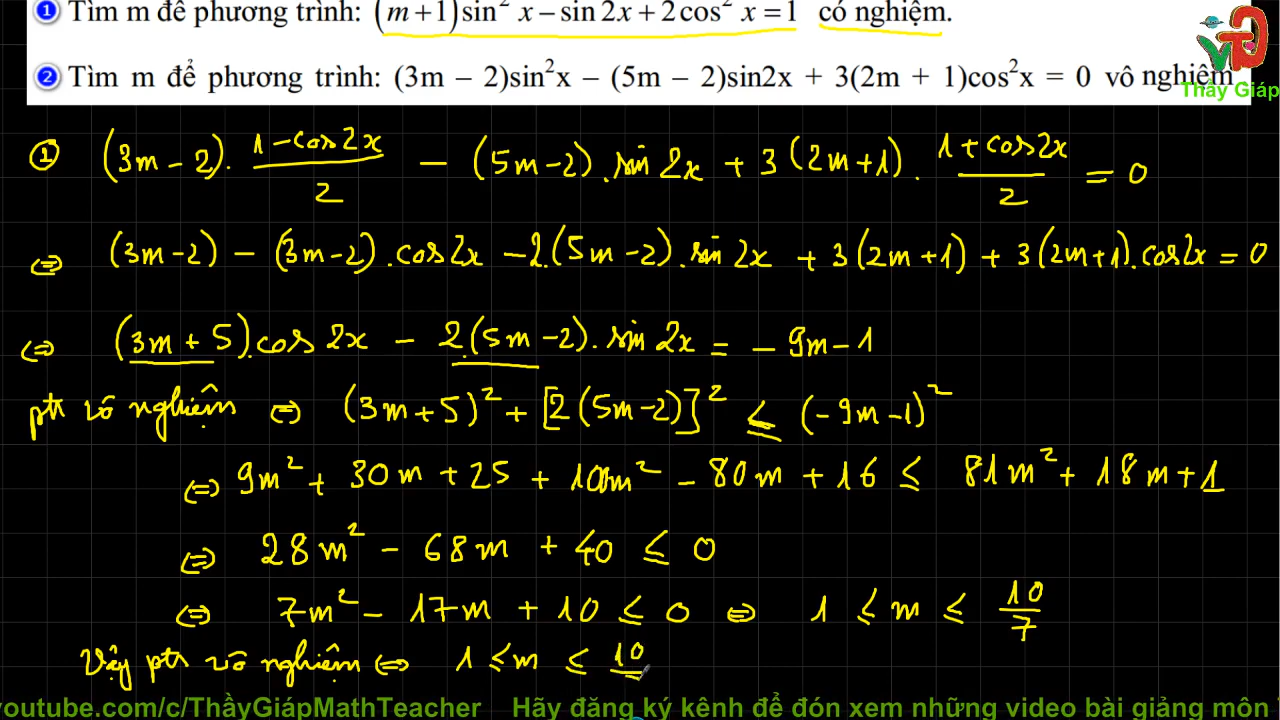 1 Tìm m để phương trình: (m+1)sin² x − sin 2x + 2cos² x = 1 có nghiệm.
2 Tìm m để phương trình: (3m − 2)sin²x − (5m − 2)sin2x + 3(2m + 1)cos²x = 0 vô nghiệm
Thầy Giáp
① (3m − 2). (1 − cos2x)/2 − (5m − 2). sin 2x + 3(2m + 1). (1 + cos2x)/2 = 0
⇔ (3m − 2) − (3m − 2).cos2x − 2.(5m − 2).sin 2x + 3(2m + 1) + 3(2m + 1).cos2x = 0
⇔ (3m + 5).cos 2x − 2.(5m − 2).sin 2x = − 9m − 1
ptr vô nghiệm ⇔ (3m + 5)² + [2(5m − 2)]² ≤ (−9m − 1)²
⇔ 9m² + 30m + 25 + 100m² − 80m + 16 ≤ 81m² + 18m + 1
⇔ 28m² − 68m + 40 ≤ 0
⇔ 7m² − 17m + 10 ≤ 0 ⇔ 1 ≤ m ≤ 10/7
Vậy ptr vô nghiệm ⇔ 1 ≤ m ≤ 10
youtube.com/c/ThầyGiápMathTeacher Hãy đăng ký kênh để đón xem những video bài giảng môn